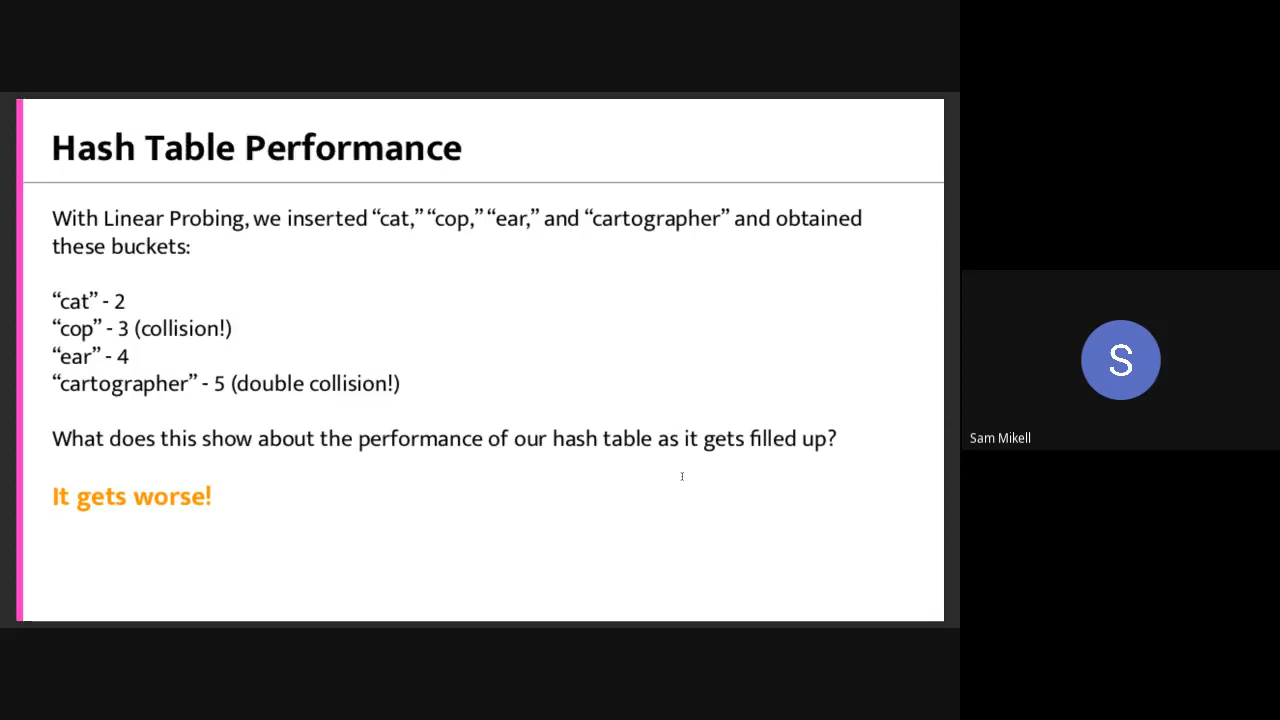 Hash Table Performance
With Linear Probing, we inserted “cat,” “cop,” “ear,” and “cartographer” and obtained
these buckets:
“cat” - 2
“cop” - 3 (collision!)
“ear” - 4
“cartographer” - 5 (double collision!)
What does this show about the performance of our hash table as it gets filled up?
It gets worse!
S
Sam Mikell